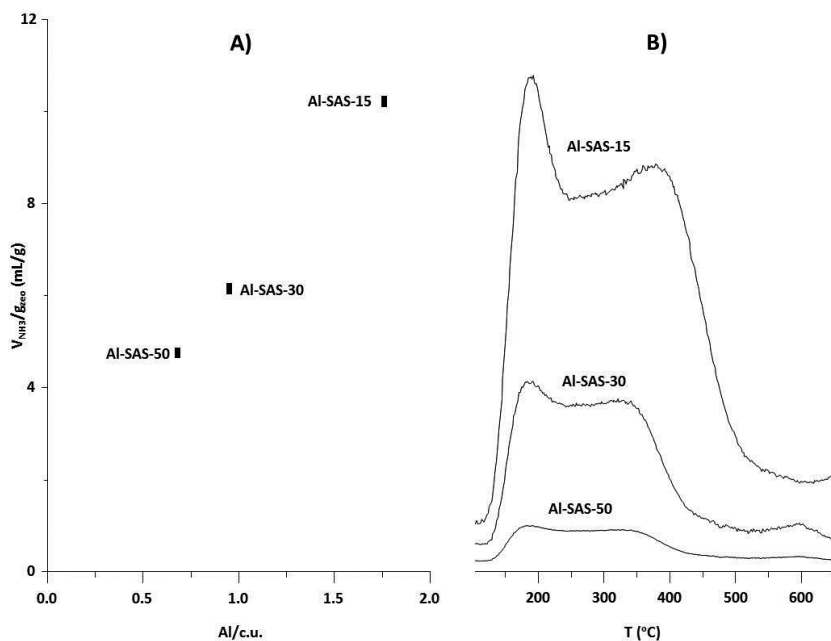 A)
12
8
4
0
V_NH3/g_zeo (mL/g)
Al-SAS-15
Al-SAS-30
Al-SAS-50
0.0 0.5 1.0 1.5 2.0
Al/c.u.
B)
Al-SAS-15
Al-SAS-30
Al-SAS-50
200 300 400 500 600
T (°C)